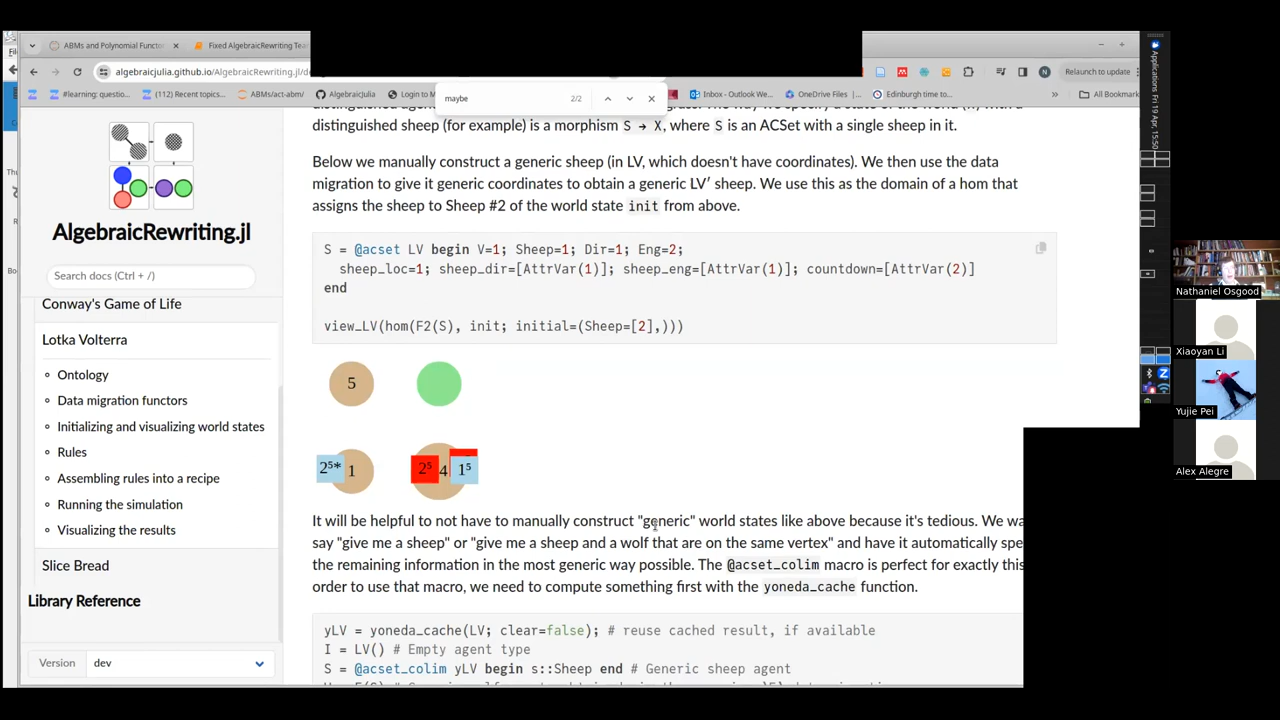 ABMs and Polynomial Functo
Fixed AlgebraicRewriting Tea
algebraicjulia.github.io/AlgebraicRewriting.jl/d
Relaunch to update
#learning: questio...
(112) Recent topics...
ABMs/act-abm/
AlgebraicJulia
Login to Mar
Inbox - Outlook We...
OneDrive Files /
UniversityOfEdinbur...
All Bookmarks
maybe
2/2
AlgebraicRewriting.jl
Search docs (Ctrl + /)
Conway's Game of Life
Lotka Volterra
Ontology
Data migration functors
Initializing and visualizing world states
Rules
Assembling rules into a recipe
Running the simulation
Visualizing the results
Slice Bread
Library Reference
Version
dev
distinguished sheep (for example) is a morphism S → X, where S is an ACSet with a single sheep in it.
Below we manually construct a generic sheep (in LV, which doesn't have coordinates). We then use the data
migration to give it generic coordinates to obtain a generic LV′ sheep. We use this as the domain of a hom that
assigns the sheep to Sheep #2 of the world state init from above.
S = @acset LV begin V=1; Sheep=1; Dir=1; Eng=2;
sheep_loc=1; sheep_dir=[AttrVar(1)]; sheep_eng=[AttrVar(1)]; countdown=[AttrVar(2)]
end
view_LV(hom(F2(S), init; initial=(Sheep=[2],)))
5
2⁵* 1
2⁵ 4 1⁵
It will be helpful to not have to manually construct "generic" world states like above because it's tedious. We wa
say "give me a sheep" or "give me a sheep and a wolf that are on the same vertex" and have it automatically spe
the remaining information in the most generic way possible. The @acset_colim macro is perfect for exactly this
order to use that macro, we need to compute something first with the yoneda_cache function.
yLV = yoneda_cache(LV; clear=false); # reuse cached result, if available
I = LV() # Empty agent type
S = @acset_colim yLV begin s::Sheep end # Generic sheep agent
Applications Fri 19 Apr, 15:50
Nathaniel Osgood
Xiaoyan Li
Yujie Pei
Alex Alegre